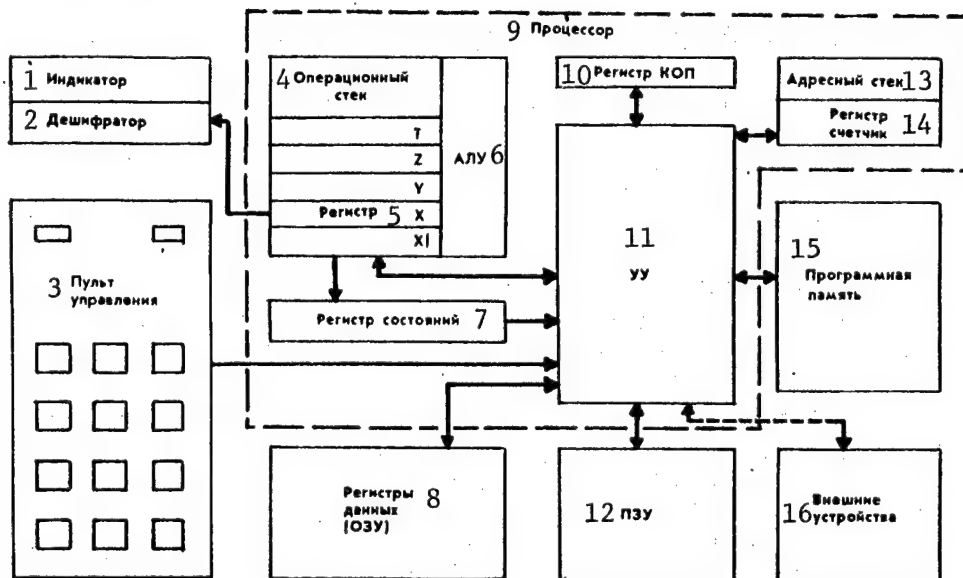 9 Процессор
1 Индикатор
2 Дешифратор
4 Операционный
стек
T
Z
Y
Регистр 5 X
X1
АЛУ 6
10 Регистр КОП
Адресный стек 13
Регистр
счетчик 14
3 Пульт
управления
11
УУ
15
Программная
память
Регистр состояний 7
Регистры 8
данных
(ОЗУ)
12 ПЗУ
Внашние
16 устройства